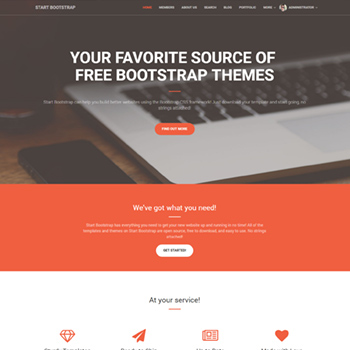 START BOOTSTRAP
HOME MEMBERS ABOUT US SEARCH BLOG PORTFOLIO MORE ADMINISTRATOR
YOUR FAVORITE SOURCE OF
FREE BOOTSTRAP THEMES
Start Bootstrap can help you build better websites using the Bootstrap CSS framework! Just download your template and start going, no
strings attached!
FIND OUT MORE
We've got what you need!
Start Bootstrap has everything you need to get your new website up and running in no time! All of the
templates and themes on Start Bootstrap are open source, free to download, and easy to use. No strings
attached!
GET STARTED!
At your service!